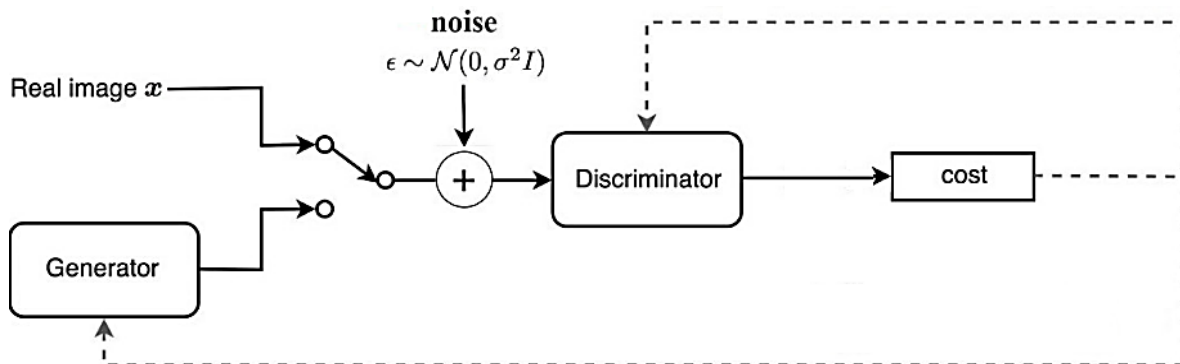 noise
ϵ ∼ 𝒩(0, σ²I)
Real image x
+
Discriminator
cost
Generator